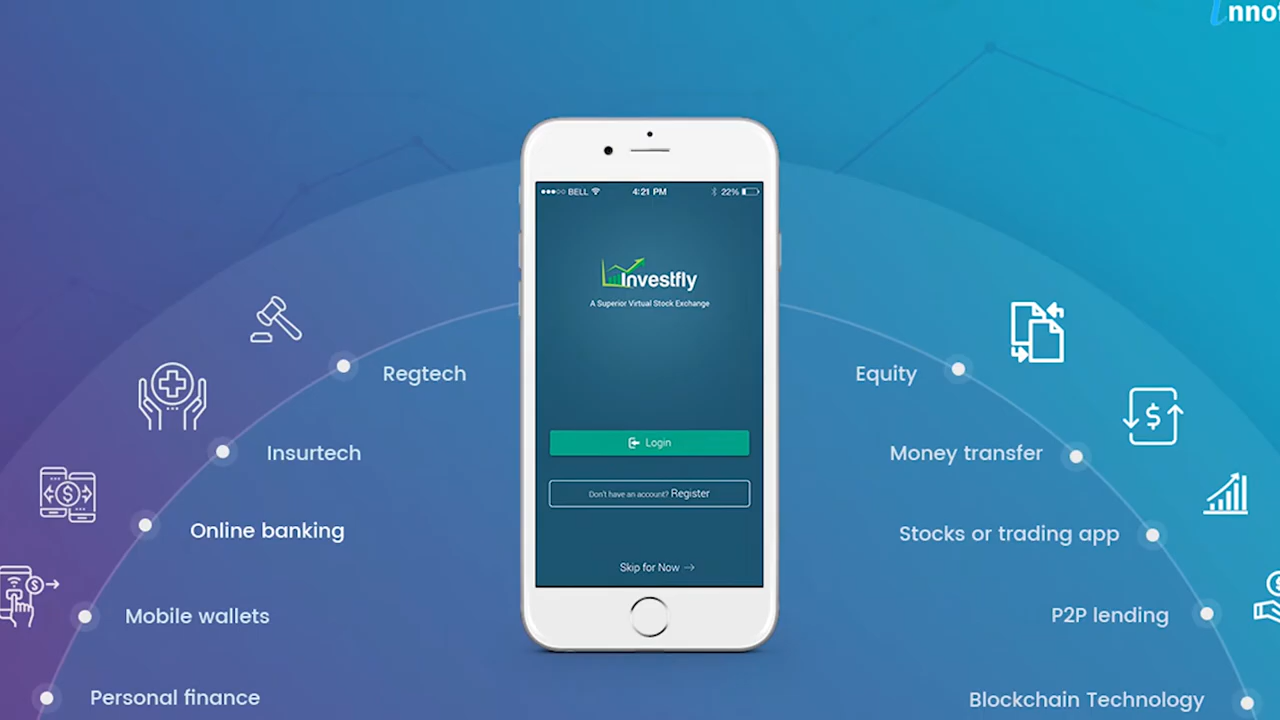 nno
BELL
4:21 PM
22%
Investfly
A Superior Virtual Stock Exchange
Login
Don't have an account? Register
Skip for Now
Regtech
Insurtech
Online banking
Mobile wallets
Personal finance
Equity
Money transfer
Stocks or trading app
P2P lending
Blockchain Technology